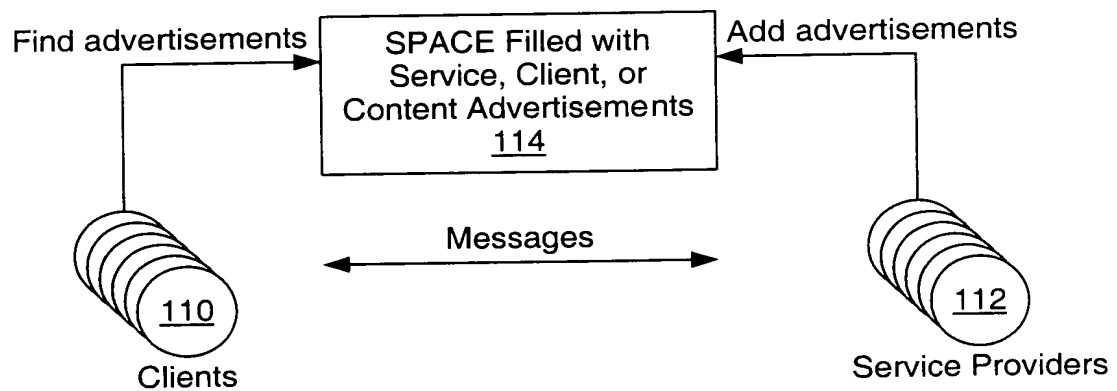 Find advertisements
SPACE Filled with
Service, Client, or
Content Advertisements
114
Add advertisements
Messages
110
Clients
112
Service Providers